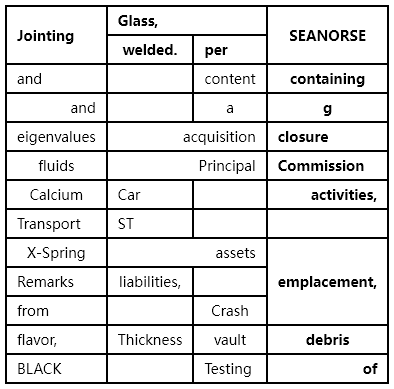 Jointing Glass, SEANORSE
welded. per
and content containing
and a g
eigenvalues acquisition closure
fluids Principal Commission
Calcium Car activities,
Transport ST
X-Spring assets emplacement,
Remarks liabilities,
from Crash
flavor, Thickness vault debris
BLACK Testing of